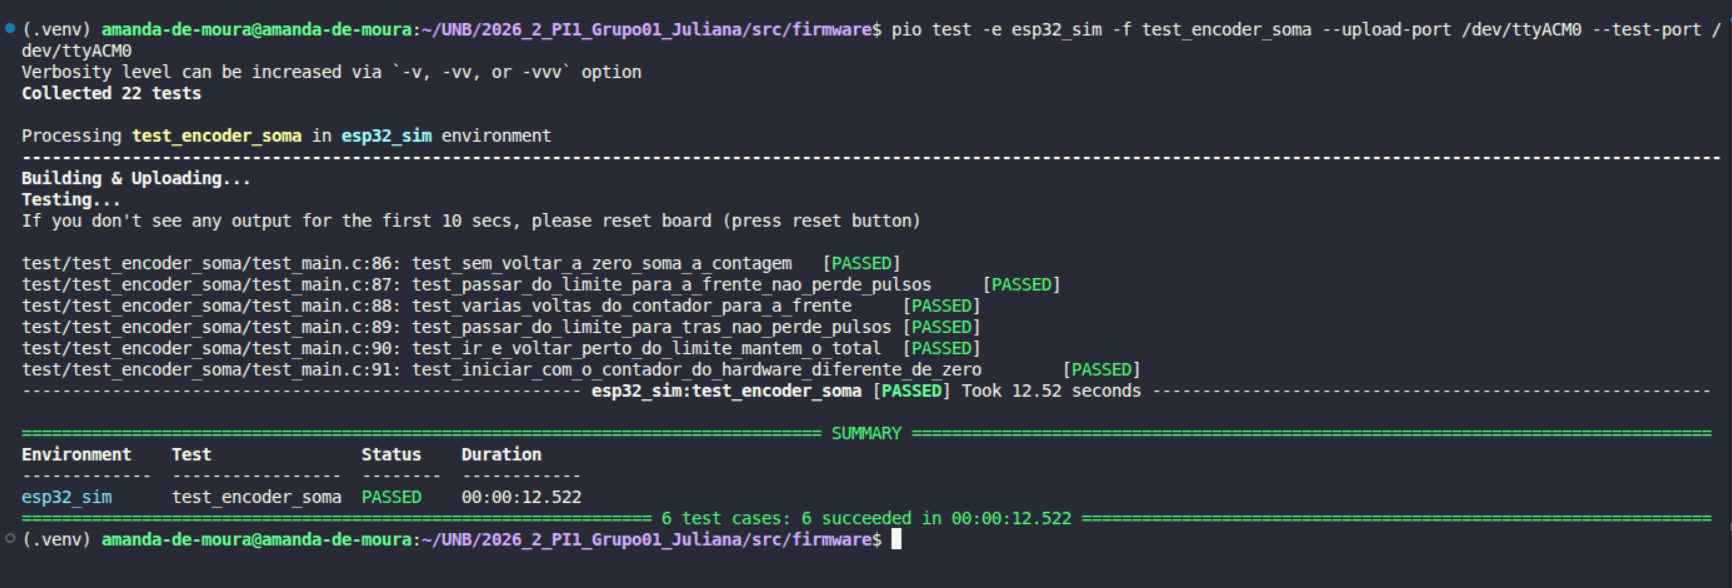 (.venv) amanda-de-moura@amanda-de-moura:~/UNB/2026_2_PI1_Grupo01_Juliana/src/firmware$ pio test -e esp32_sim -f test_encoder_soma --upload-port /dev/ttyACM0 --test-port /
dev/ttyACM0
Verbosity level can be increased via `-v, -vv, or -vvv` option
Collected 22 tests
Processing test_encoder_soma in esp32_sim environment
--------------------------------------------------------------------------------------------------------------------------------------------------------------------------
Building & Uploading...
Testing...
If you don't see any output for the first 10 secs, please reset board (press reset button)
test/test_encoder_soma/test_main.c:86: test_sem_voltar_a_zero_soma_a_contagem	[PASSED]
test/test_encoder_soma/test_main.c:87: test_passar_do_limite_para_a_frente_nao_perde_pulsos	[PASSED]
test/test_encoder_soma/test_main.c:88: test_varias_voltas_do_contador_para_a_frente	[PASSED]
test/test_encoder_soma/test_main.c:89: test_passar_do_limite_para_tras_nao_perde_pulsos	[PASSED]
test/test_encoder_soma/test_main.c:90: test_ir_e_voltar_perto_do_limite_mantem_o_total	[PASSED]
test/test_encoder_soma/test_main.c:91: test_iniciar_com_o_contador_do_hardware_diferente_de_zero	[PASSED]
-------------------------------------------------------- esp32_sim:test_encoder_soma [PASSED] Took 12.52 seconds --------------------------------------------------------
================================================================================ SUMMARY ================================================================================
Environment    Test               Status    Duration
-------------  -----------------  --------  ------------
esp32_sim      test_encoder_soma  PASSED    00:00:12.522
=============================================================== 6 test cases: 6 succeeded in 00:00:12.522 ===============================================================
(.venv) amanda-de-moura@amanda-de-moura:~/UNB/2026_2_PI1_Grupo01_Juliana/src/firmware$